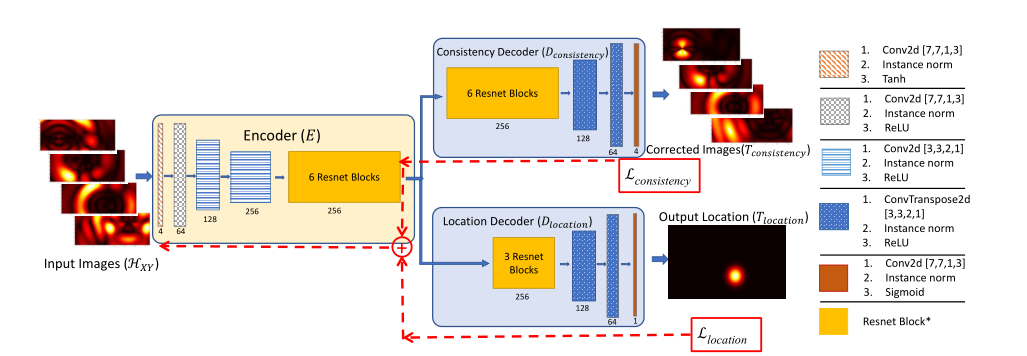 Consistency Decoder (D_consistency)
6 Resnet Blocks
256
128
64
4
Corrected Images(T_consistency)
Encoder (E)
6 Resnet Blocks
4
64
128
256
256
Input Images (ℋ_XY)
ℒ_consistency
+
Location Decoder (D_location)
3 Resnet
Blocks
256
128
64
1
Output Location (T_location)
ℒ_location
1. Conv2d [7,7,1,3]
2. Instance norm
3. Tanh
1. Conv2d [7,7,1,3]
2. Instance norm
3. ReLU
1. Conv2d [3,3,2,1]
2. Instance norm
3. ReLU
1. ConvTranspose2d
[3,3,2,1]
2. Instance norm
3. ReLU
1. Conv2d [7,7,1,3]
2. Instance norm
3. Sigmoid
Resnet Block*